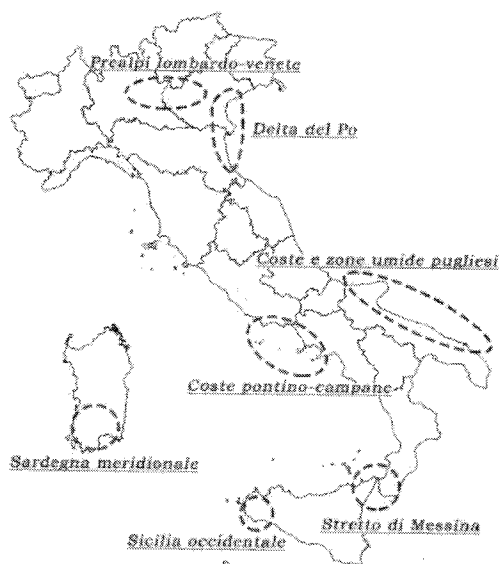 Prealpi lombardo-venete
Delta del Po
Coste e zone umide pugliesi
Coste pontino-campane
Sardegna meridionale
Stretto di Messina
Sicilia occidentale